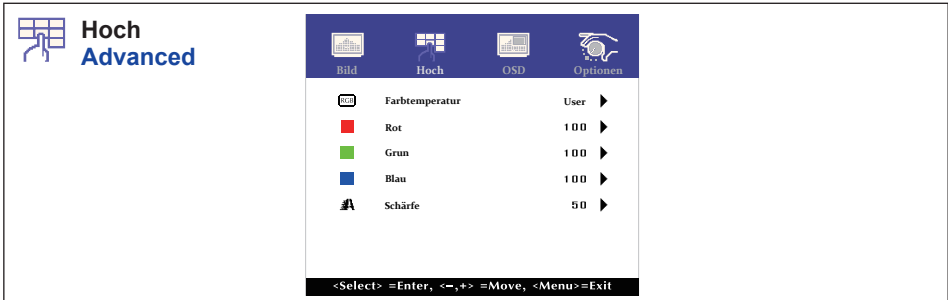 Hoch
Advanced
Bild Hoch OSD Optionen
RGB Farbtemperatur User
Rot 100
Grun 100
Blau 100
Schärfe 50
<Select> =Enter, <−,+> =Move, <Menu>=Exit